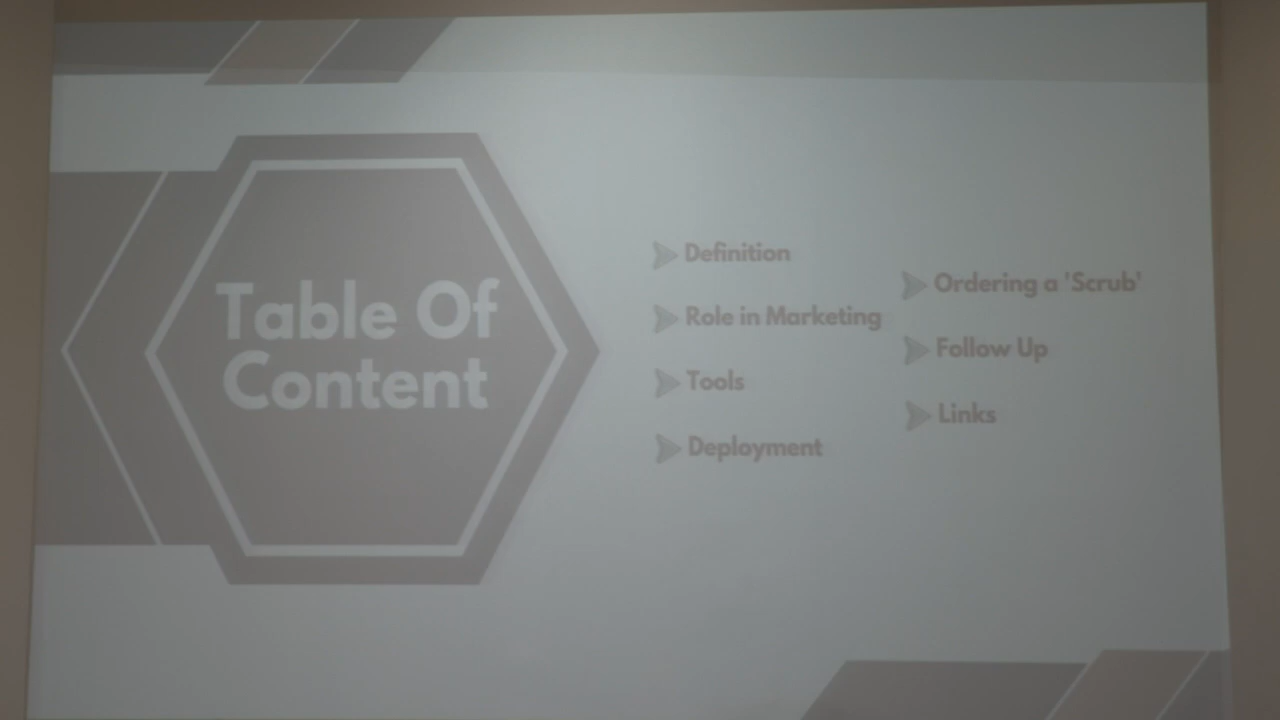 Table Of
Content
Definition
Role in Marketing
Tools
Deployment
Ordering a 'Scrub'
Follow Up
Links